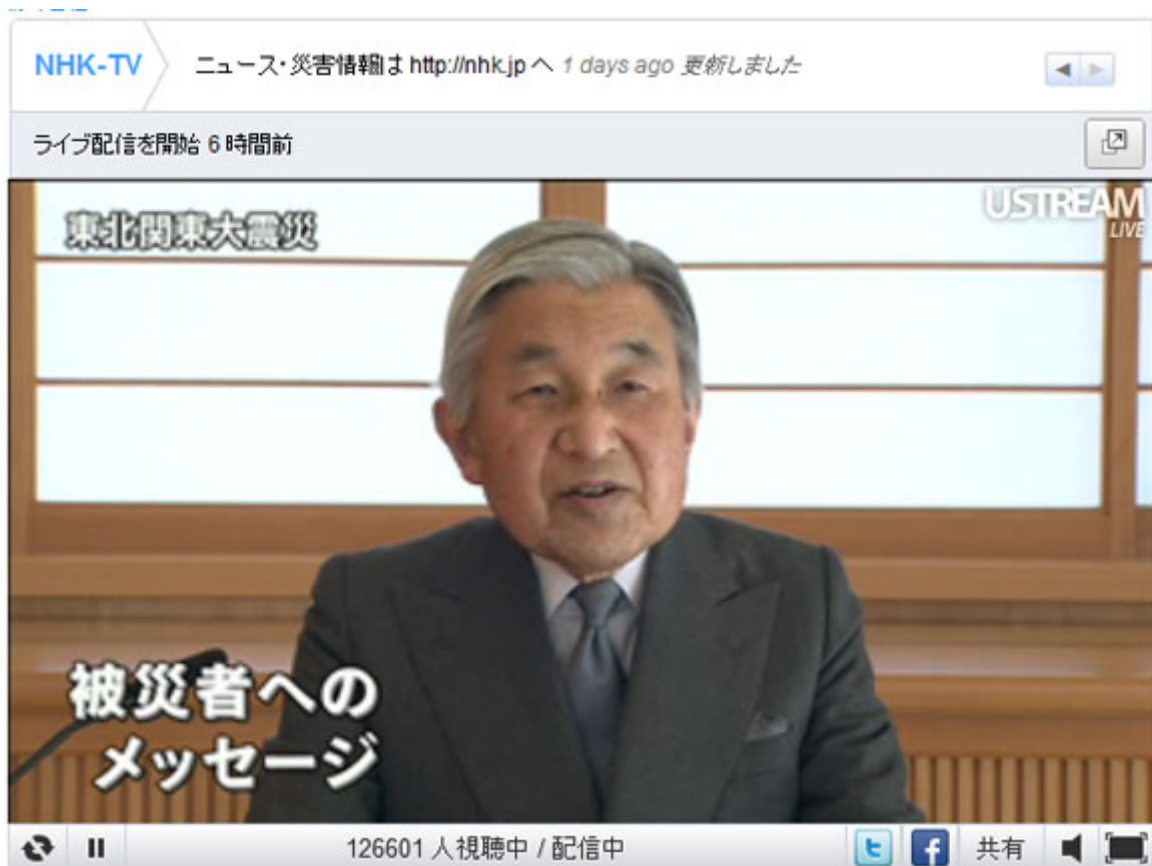 NHK-TV
ニュース・災害情報は http://nhk.jp へ 1 days ago 更新しました
ライブ配信を開始 6 時間前
東北関東大震災
USTREAM
LIVE
被災者への
メッセージ
126601 人視聴中 / 配信中
共有